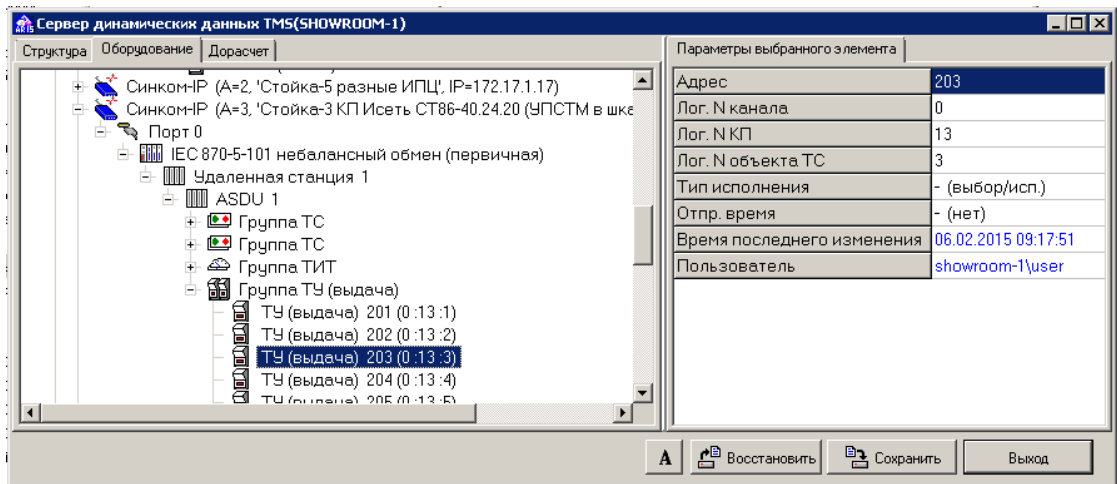 Сервер динамических данных TMS(SHOWROOM-1)
Структура Оборудование Дорасчет
Синком-IP (A=2, 'Стойка-5 разные ИПЦ', IP=172.17.1.17)
Синком-IP (A=3, 'Стойка-3 КП Исеть СТ86-40.24.20 (УПСТМ в шка
Порт 0
IEC 870-5-101 небалансный обмен (первичная)
Удаленная станция 1
ASDU 1
Группа ТС
Группа ТС
Группа ТИТ
Группа ТУ (выдача)
ТУ (выдача) 201 (0 :13 :1)
ТУ (выдача) 202 (0 :13 :2)
ТУ (выдача) 203 (0 :13 :3)
ТУ (выдача) 204 (0 :13 :4)
ТУ (выдача) 205 (0 :13 :5)
Параметры выбранного элемента
Адрес 203
Лог. N канала 0
Лог. N КП 13
Лог. N объекта ТС 3
Тип исполнения - (выбор/исп.)
Отпр. время - (нет)
Время последнего изменения 06.02.2015 09:17:51
Пользователь showroom-1\user
A Восстановить Сохранить Выход